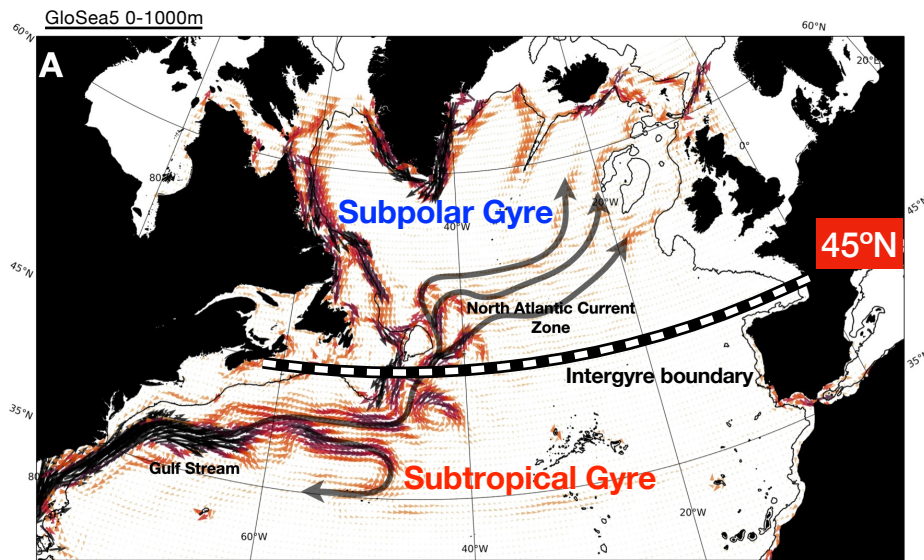 GloSea5 0-1000m
60°N
60°N
A
20°E
80°W
0°
Subpolar Gyre
20°W
40°W
45°N
45°N
45ºN
North Atlantic Current
Zone
35°N
Intergyre boundary
35°N
Gulf Stream
Subtropical Gyre
80
20°W
60°W
40°W